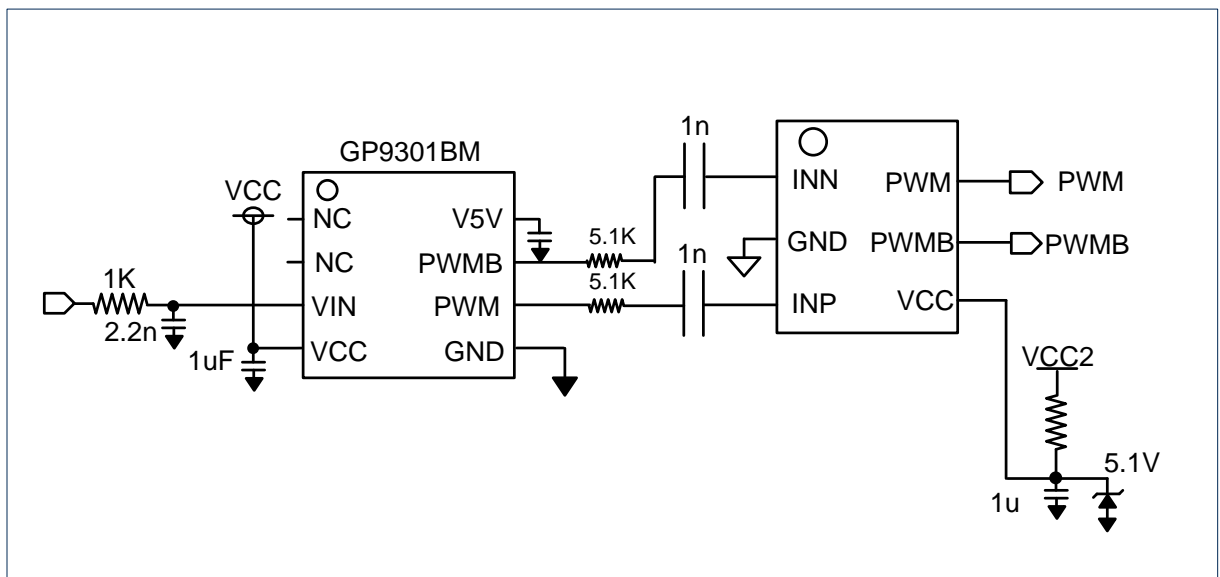 GP9301BM
VCC
NC
NC
VIN
VCC
V5V
PWMB
PWM
GND
1K
2.2n
1uF
5.1K
5.1K
1n
1n
INN
GND
INP
PWM
PWMB
VCC
PWM
PWMB
VCC2
5.1V
1u